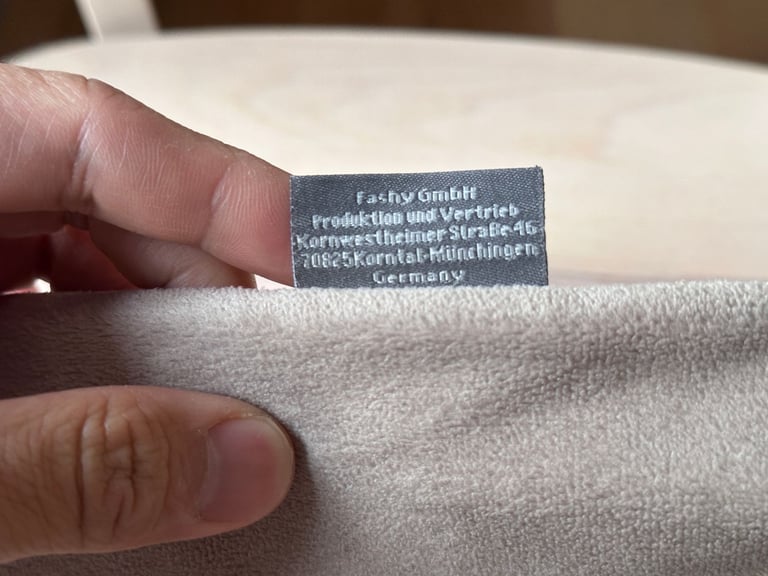 Fashy GmbH
Produktion und Vertrieb
Kornwestheimer Straße 46
70825 Korntal-Münchingen
Germany